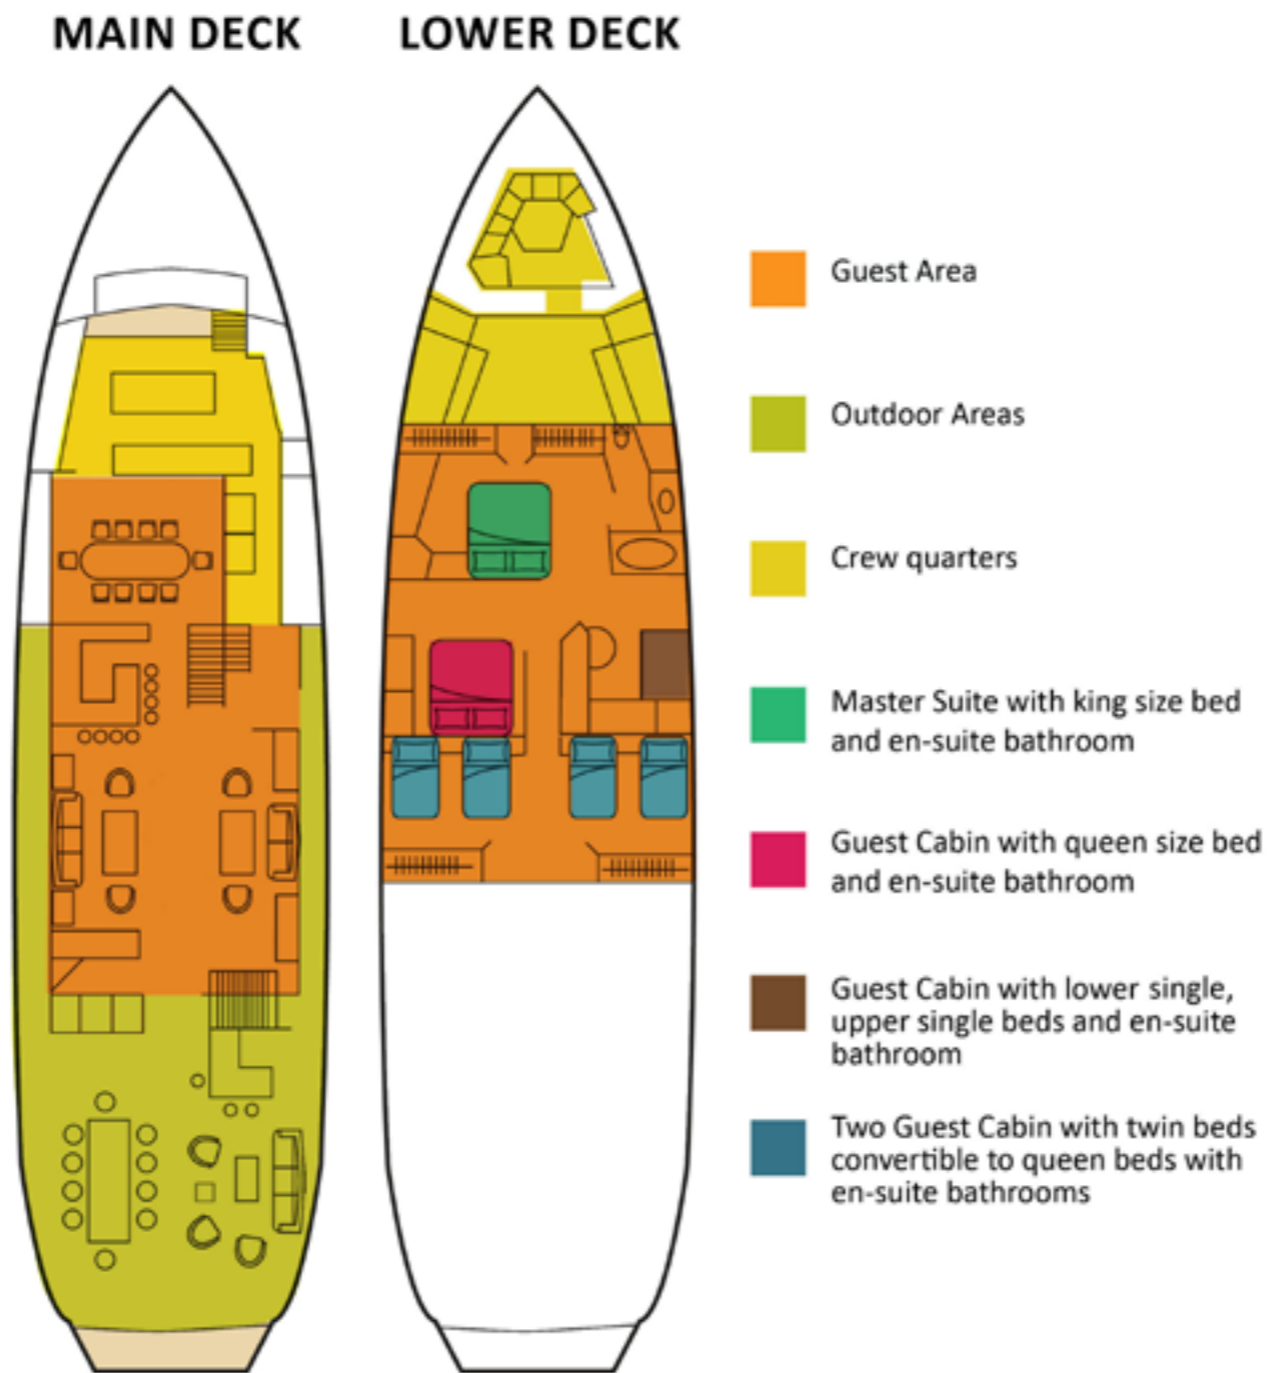 MAIN DECK
LOWER DECK
Guest Area
Outdoor Areas
Crew quarters
Master Suite with king size bed
and en-suite bathroom
Guest Cabin with queen size bed
and en-suite bathroom
Guest Cabin with lower single,
upper single beds and en-suite
bathroom
Two Guest Cabin with twin beds
convertible to queen beds with
en-suite bathrooms